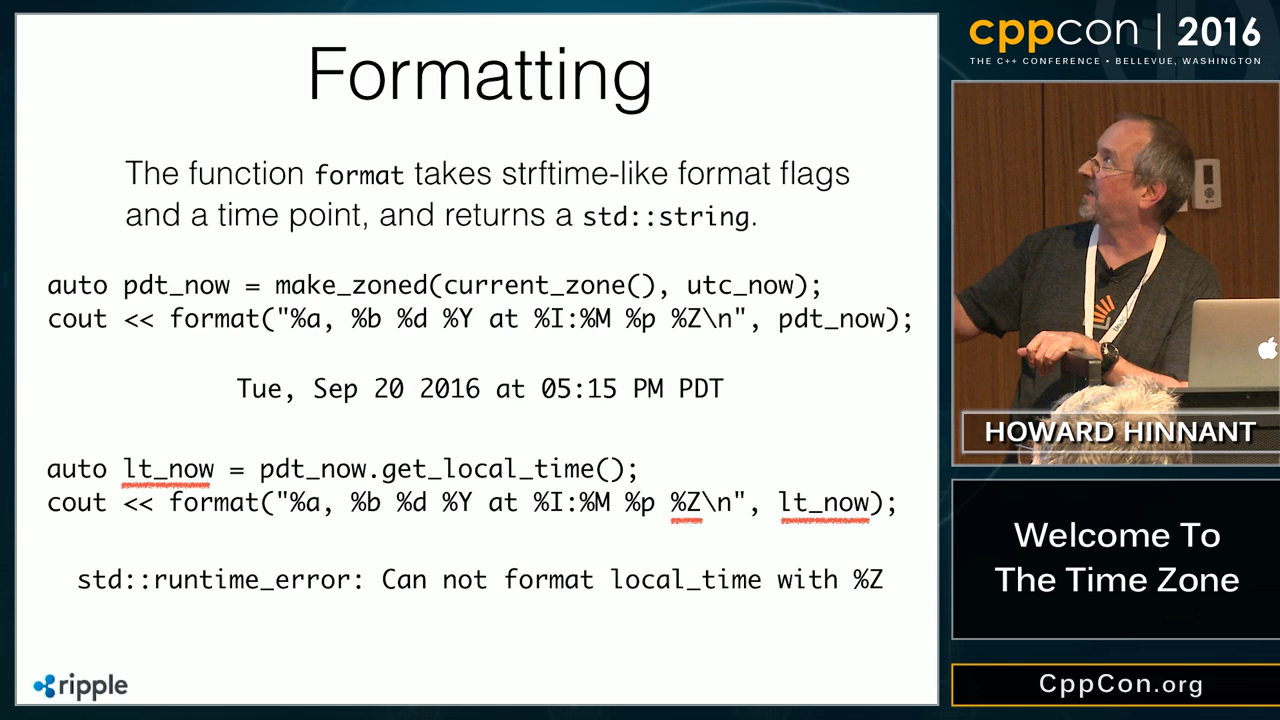 Formatting
The function format takes strftime-like format flags
and a time point, and returns a std::string.
auto pdt_now = make_zoned(current_zone(), utc_now);
cout << format("%a, %b %d %Y at %I:%M %p %Z\n", pdt_now);
Tue, Sep 20 2016 at 05:15 PM PDT
auto lt_now = pdt_now.get_local_time();
cout << format("%a, %b %d %Y at %I:%M %p %Z\n", lt_now);
std::runtime_error: Can not format local_time with %Z
ripple
cppcon | 2016
THE C++ CONFERENCE • BELLEVUE, WASHINGTON
HOWARD HINNANT
Welcome To
The Time Zone
CppCon.org